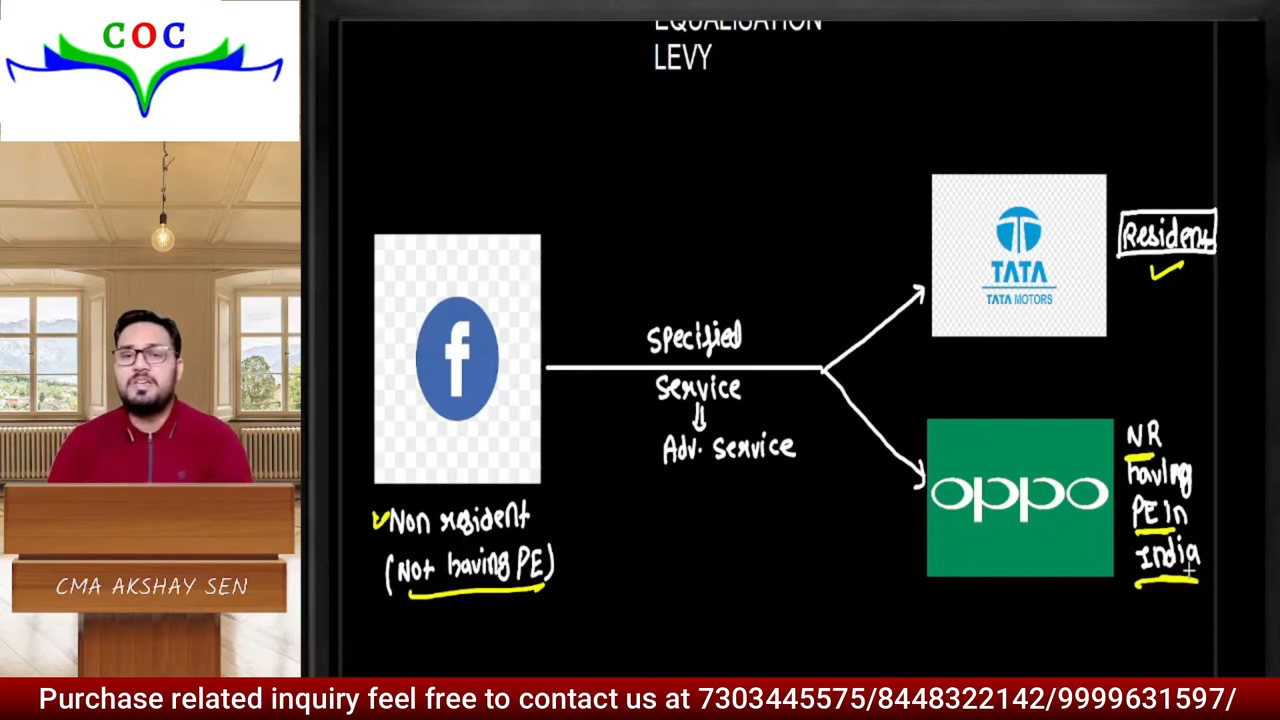 COC
EQUALISATION
LEVY
TATA
TATA MOTORS
Resident
f
Specified
Service
Adv. Service
oppo
NR
having
PE In
India
Non resident
(Not having PE)
CMA AKSHAY SEN
Purchase related inquiry feel free to contact us at 7303445575/8448322142/9999631597/